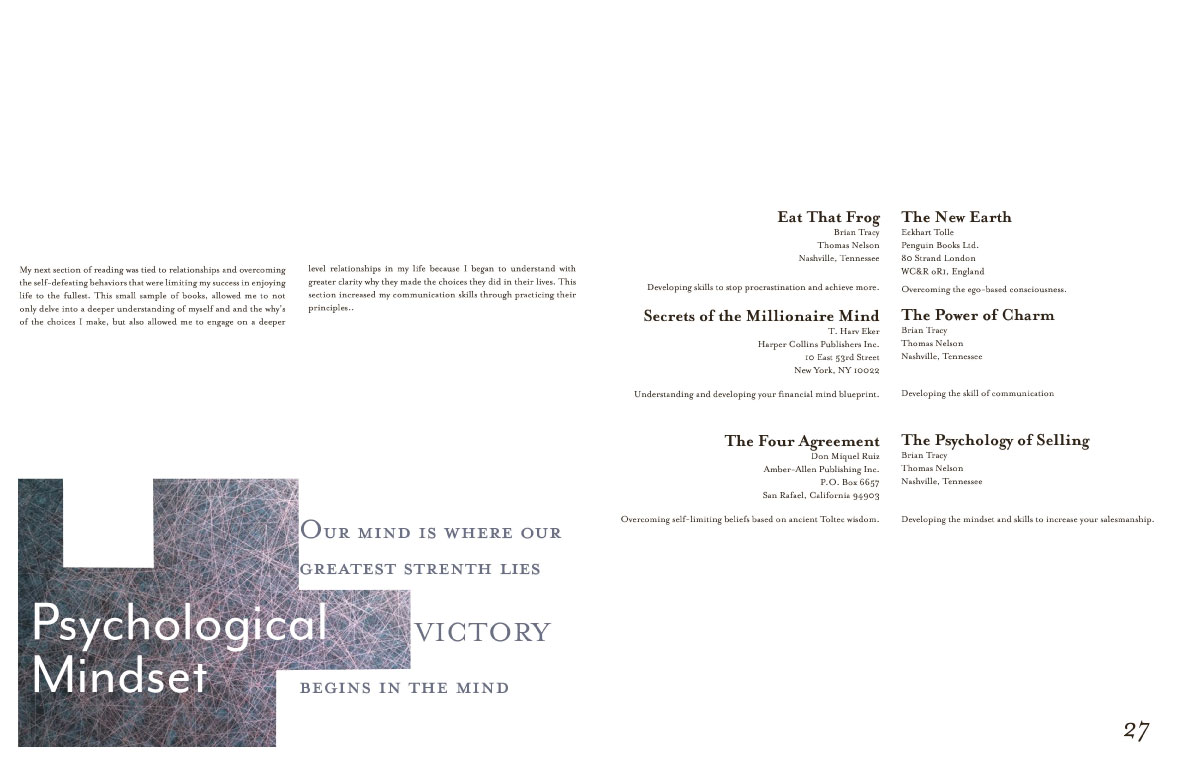 My next section of reading was tied to relationships and overcoming
the self-defeating behaviors that were limiting my success in enjoying
life to the fullest. This small sample of books, allowed me to not
only delve into a deeper understanding of myself and and the why's
of the choices I make, but also allowed me to engage on a deeper
level relationships in my life because I began to understand with
greater clarity why they made the choices they did in their lives. This
section increased my communication skills through practicing their
principles..
Psychological
Mindset
Our mind is where our
greatest strenth lies
VICTORY
begins in the mind
Eat That Frog
Brian Tracy
Thomas Nelson
Nashville, Tennessee
Developing skills to stop procrastination and achieve more.
Secrets of the Millionaire Mind
T. Harv Eker
Harper Collins Publishers Inc.
10 East 53rd Street
New York, NY 10022
Understanding and developing your financial mind blueprint.
The Four Agreement
Don Miquel Ruiz
Amber-Allen Publishing Inc.
P.O. Box 6657
San Rafael, California 94903
Overcoming self-limiting beliefs based on ancient Toltec wisdom.
The New Earth
Eckhart Tolle
Penguin Books Ltd.
80 Strand London
WC&R 0R1, England
Overcoming the ego-based consciousness.
The Power of Charm
Brian Tracy
Thomas Nelson
Nashville, Tennessee
Developing the skill of communication
The Psychology of Selling
Brian Tracy
Thomas Nelson
Nashville, Tennessee
Developing the mindset and skills to increase your salesmanship.
27